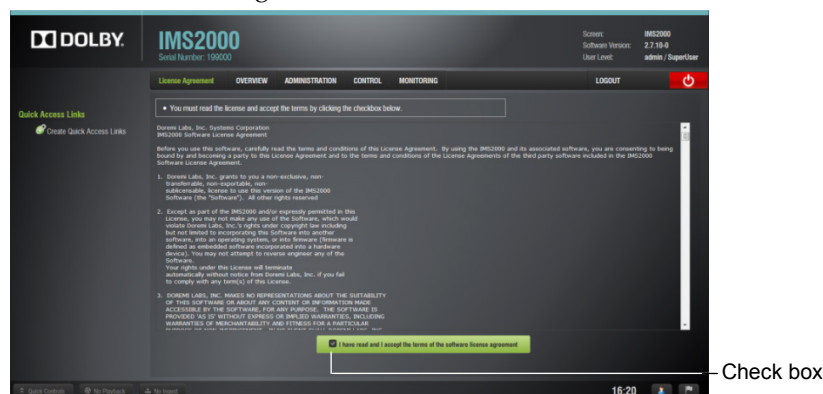 DOLBY.
IMS2000
Serial Number: 199000
Screen: IMS2000
Software Version: 2.7.10-0
User Level: admin / SuperUser
License Agreement OVERVIEW ADMINISTRATION CONTROL MONITORING LOGOUT
Quick Access Links
Create Quick Access Links
• You must read the license and accept the terms by clicking the checkbox below.
Doremi Labs, Inc. Systems Corporation
IMS2000 Software License Agreement
Before you use this software, carefully read the terms and conditions of this License Agreement. By using the IMS2000 and its associated software, you are consenting to being
bound by and becoming a party to this License Agreement and to the terms and conditions of the License Agreements of the third party software included in the IMS2000
Software License Agreement.
1. Doremi Labs, Inc. grants to you a non-exclusive, non-
transferrable, non-exportable, non-
sublicensable, license to use this version of the IMS2000
Software (the "Software"). All other rights reserved
2. Except as part of the IMS2000 and/or expressly permitted in this
License, you may not make any use of the Software, which would
violate Doremi Labs, Inc.'s rights under copyright law including
but not limited to incorporating this Software into another
software, into an operating system, or into firmware (firmware is
defined as embedded software incorporated into a hardware
device). You may not attempt to reverse engineer any of the
Software.
Your rights under this License will terminate
automatically without notice from Doremi Labs, Inc. if you fail
to comply with any term(s) of this License.
3. DOREMI LABS, INC. MAKES NO REPRESENTATIONS ABOUT THE SUITABILITY
OF THIS SOFTWARE OR ABOUT ANY CONTENT OR INFORMATION MADE
ACCESSIBLE BY THE SOFTWARE, FOR ANY PURPOSE. THE SOFTWARE IS
PROVIDED 'AS IS' WITHOUT EXPRESS OR IMPLIED WARRANTIES, INCLUDING
WARRANTIES OF MERCHANTABILITY AND FITNESS FOR A PARTICULAR
I have read and I accept the terms of the software license agreement
Check box
Quick Controls No Playback No board 16:20